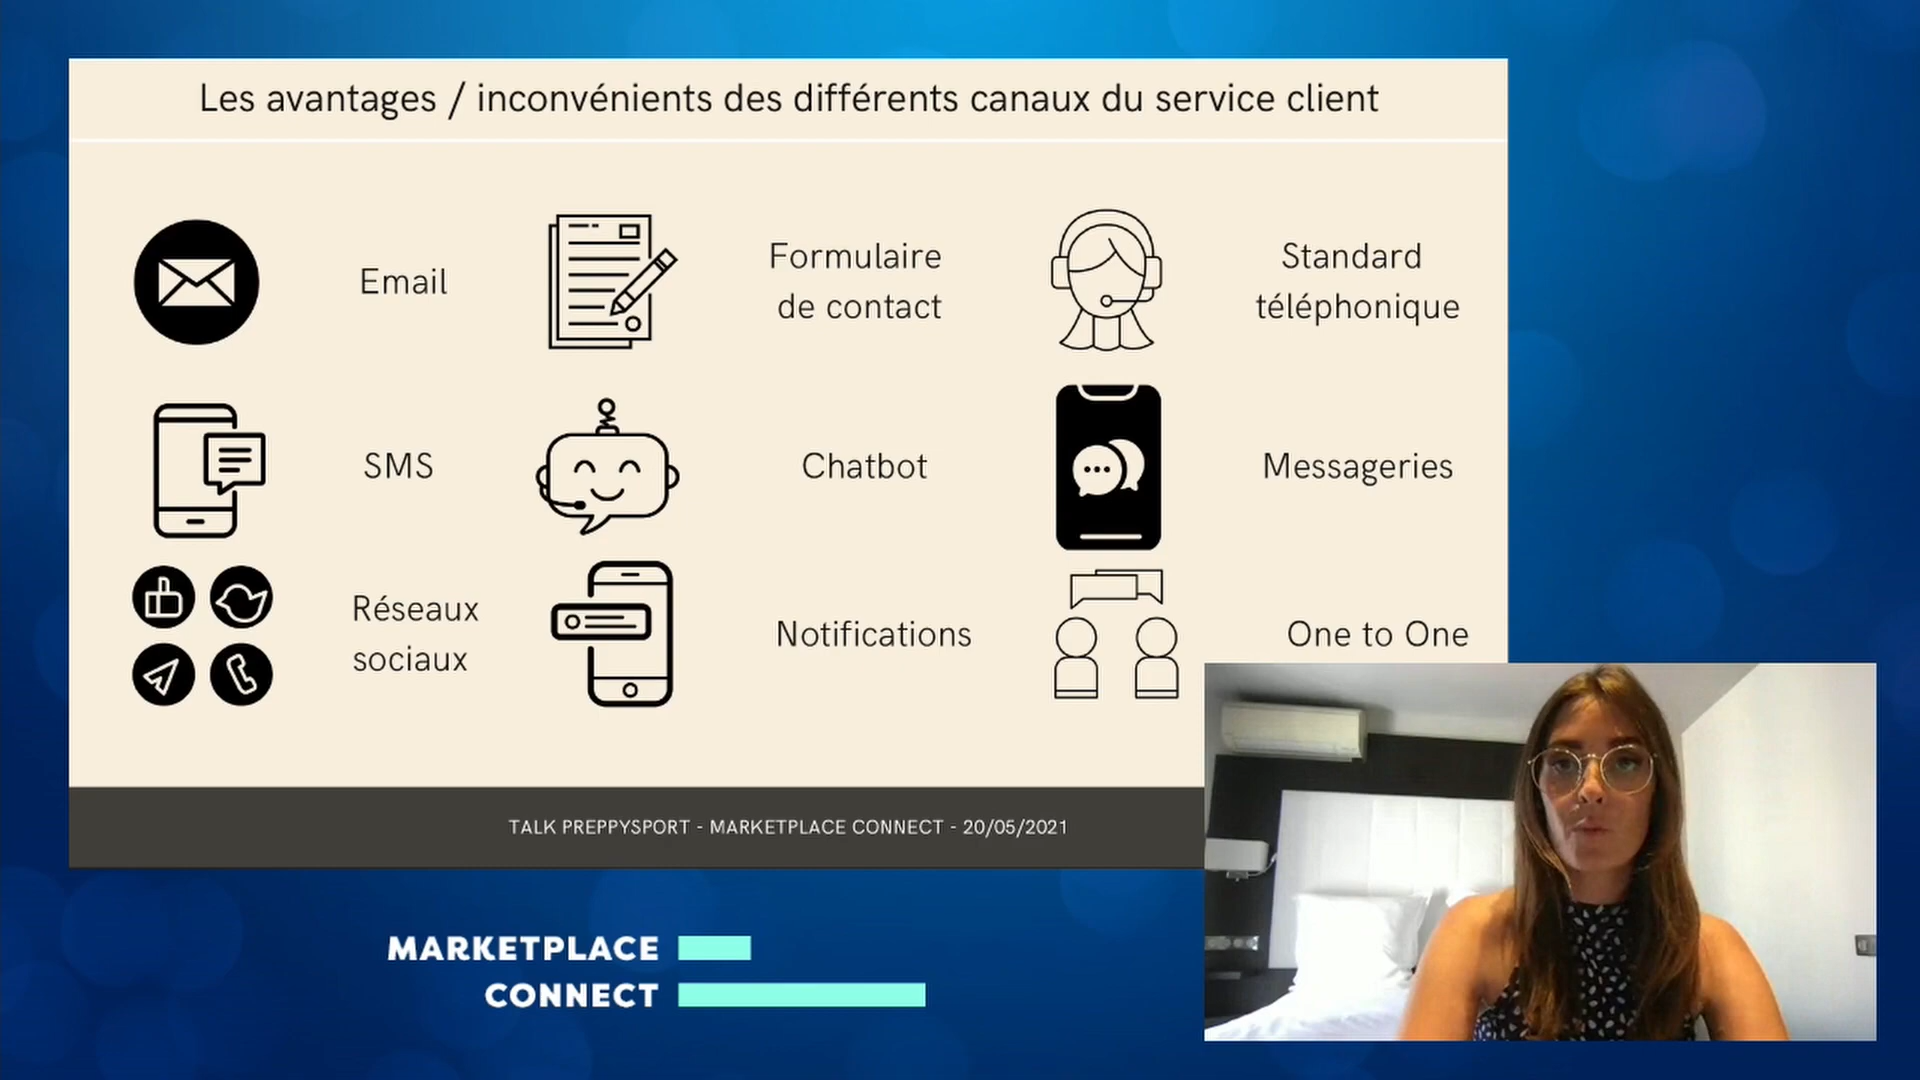 Les avantages / inconvénients des différents canaux du service client
Email
Formulaire
de contact
Standard
téléphonique
SMS
Chatbot
Messageries
Réseaux
sociaux
Notifications
One to One
TALK PREPPYSPORT - MARKETPLACE CONNECT - 20/05/2021
MARKETPLACE
CONNECT